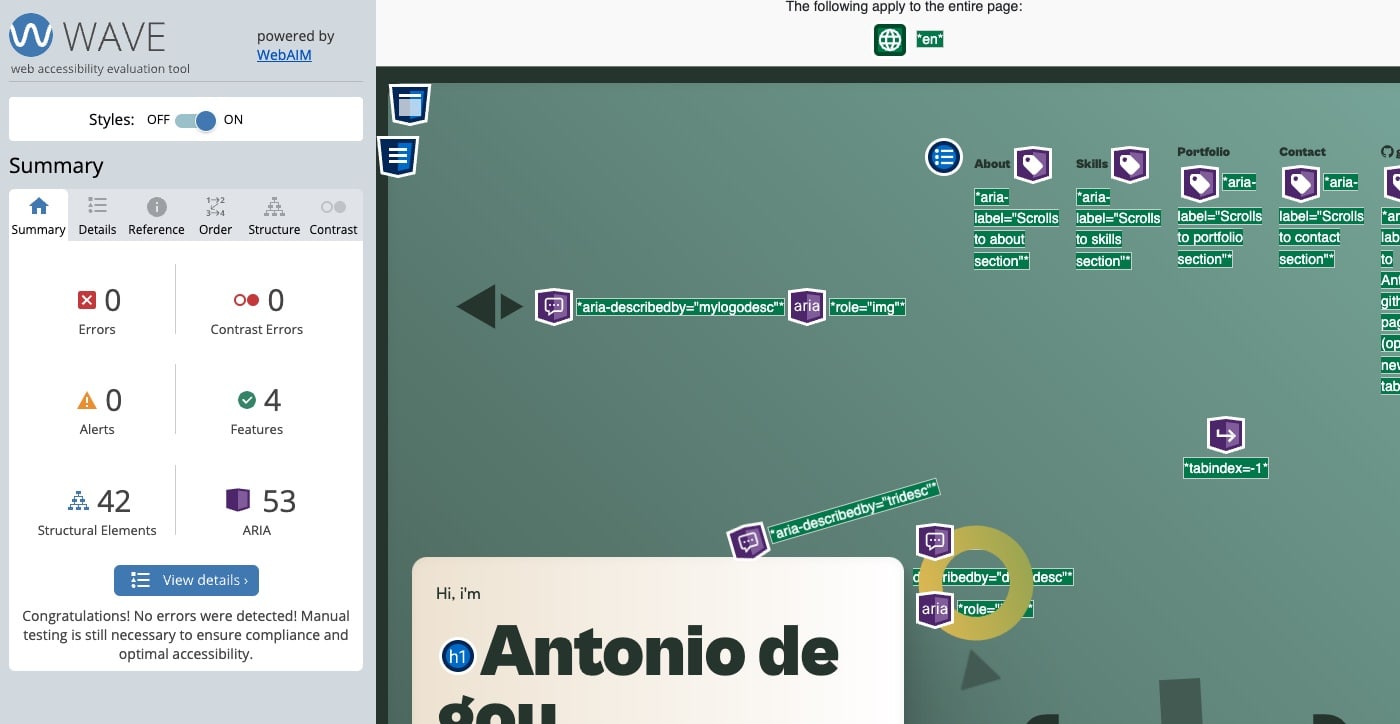 WAVE
web accessibility evaluation tool
powered by
WebAIM
Styles: OFF ON
Summary
Summary Details Reference Order Structure Contrast
0
Errors
0
Contrast Errors
0
Alerts
4
Features
42
Structural Elements
53
ARIA
View details ›
Congratulations! No errors were detected! Manual
testing is still necessary to ensure compliance and
optimal accessibility.
The following apply to the entire page:
*en*
About
*aria-
label="Scrolls
to about
section"*
Skills
*aria-
label="Scrolls
to skills
section"*
Portfolio
*aria-
label="Scrolls
to portfolio
section"*
Contact
*aria-
label="Scrolls
to contact
section"*
*aria-describedby="mylogodesc"* aria *role="img"*
*tabindex=-1*
*aria-describedby="tridesc"*
aria
Hi, i'm
h1 Antonio de
gou